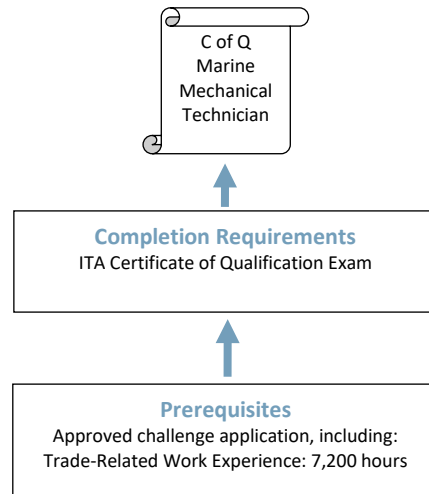 C of Q
Marine
Mechanical
Technician
Completion Requirements
ITA Certificate of Qualification Exam
Prerequisites
Approved challenge application, including:
Trade-Related Work Experience: 7,200 hours